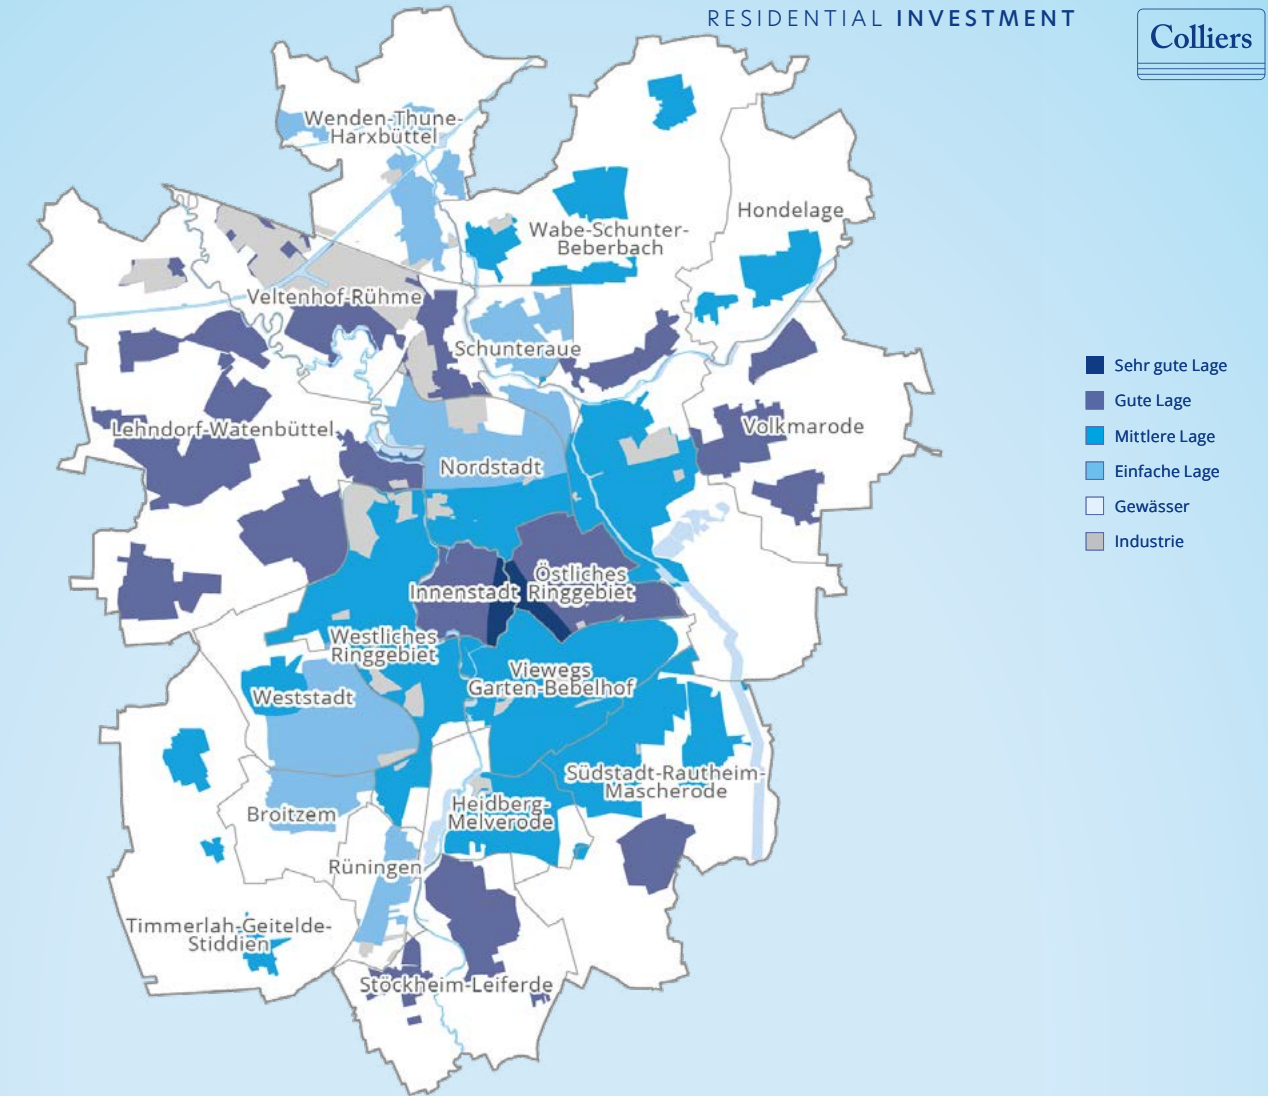 RESIDENTIAL INVESTMENT
Colliers
Wenden-Thune-
Harxbüttel
Wabe-Schunter-
Beberbach
Hondelage
Veltenhof-Rühme
Schunteraue
Lehndorf-Watenbüttel
Volkmarode
Nordstadt
Innenstadt
Östliches
Ringgebiet
Westliches
Ringgebiet
Viewegs
Garten-Bebelhof
Weststadt
Südstadt-Rautheim-
Mascherode
Heidberg-
Melverode
Broitzem
Rüningen
Timmerlah-Geitelde-
Stiddien
Stöckheim-Leiferde
Sehr gute Lage
Gute Lage
Mittlere Lage
Einfache Lage
Gewässer
Industrie